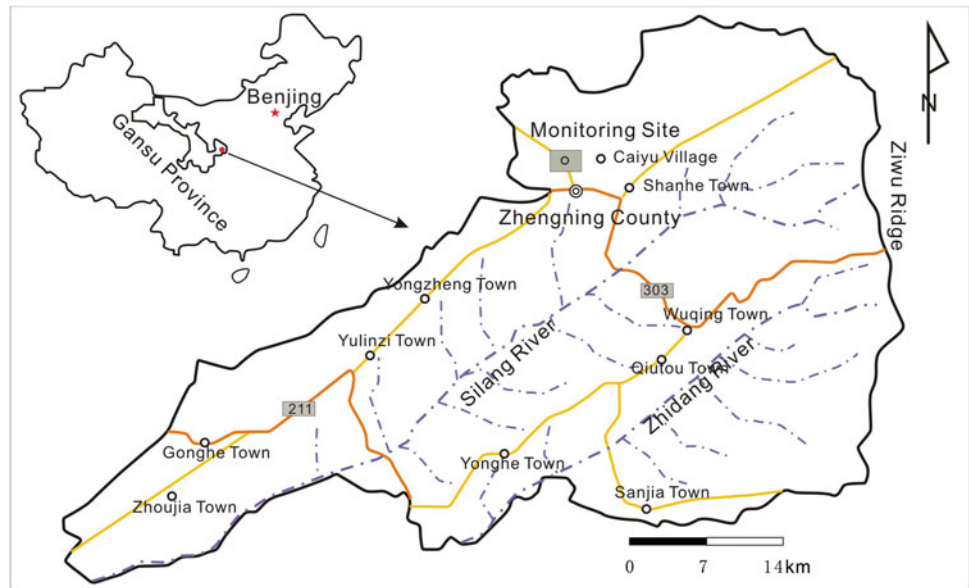 Benjing
Gansu Province
N
Monitoring Site
Caiyu Village
Shanhe Town
Zhengning County
Ziwu Ridge
303
Yongzheng Town
Wuqing Town
Yulinzi Town
Silang River
Qiutou Town
Zhidang River
211
Gonghe Town
Yonghe Town
Zhoujia Town
Sanjia Town
0 7 14km